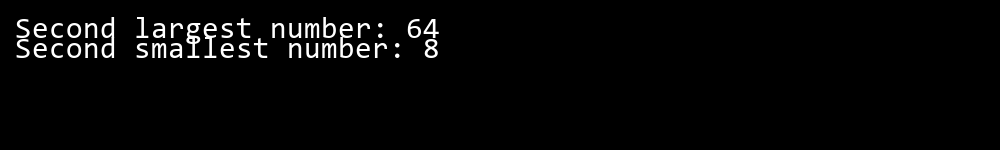 Second largest number: 64
Second smallest number: 8